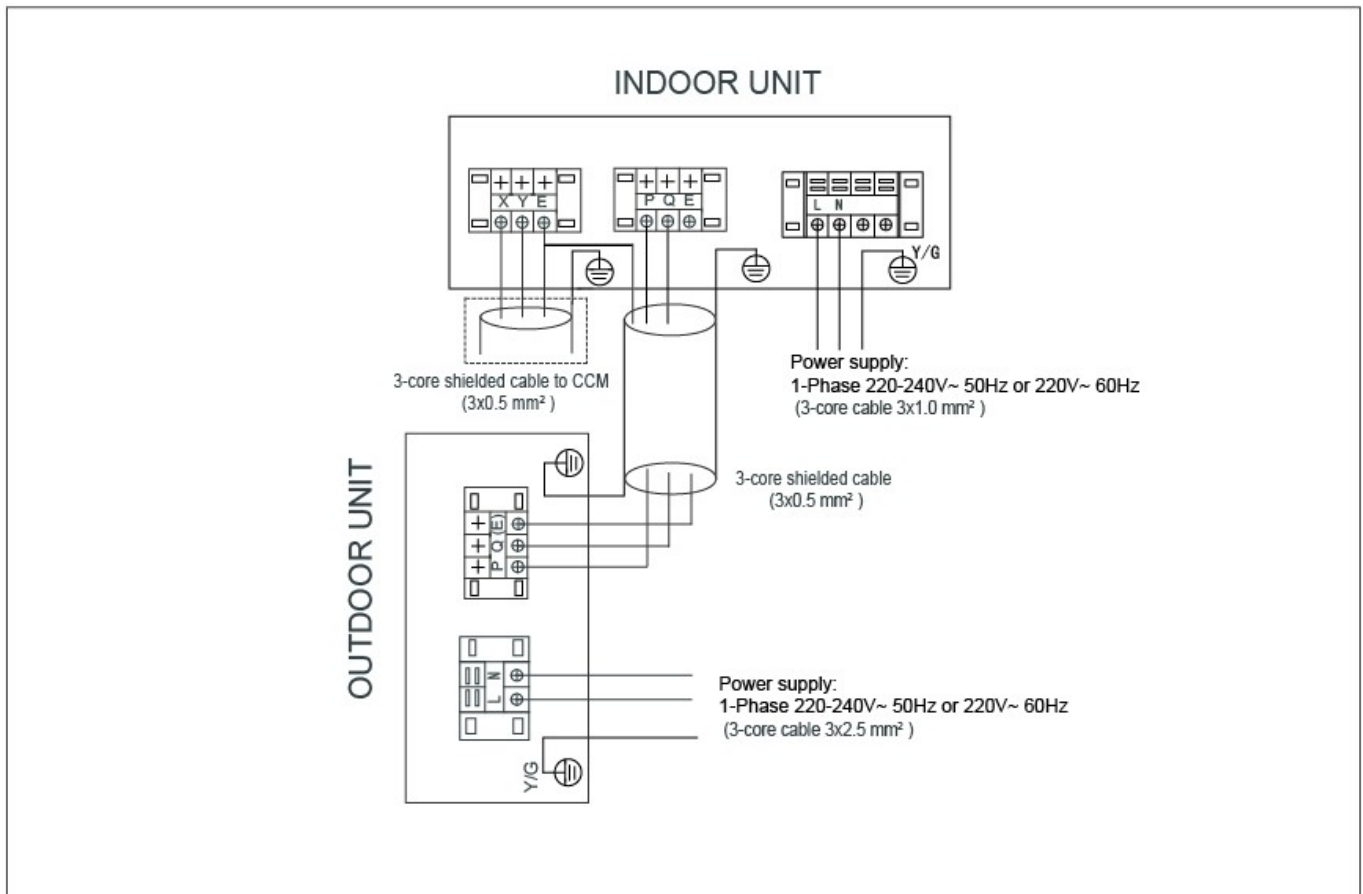 INDOOR UNIT
X Y E
P Q E
L N
Y/G
3-core shielded cable to CCM
(3x0.5 mm² )
Power supply:
1-Phase 220-240V~ 50Hz or 220V~ 60Hz
(3-core cable 3x1.0 mm² )
OUTDOOR UNIT
3-core shielded cable
(3x0.5 mm² )
P Q (E)
L N
Power supply:
1-Phase 220-240V~ 50Hz or 220V~ 60Hz
(3-core cable 3x2.5 mm² )
Y/G